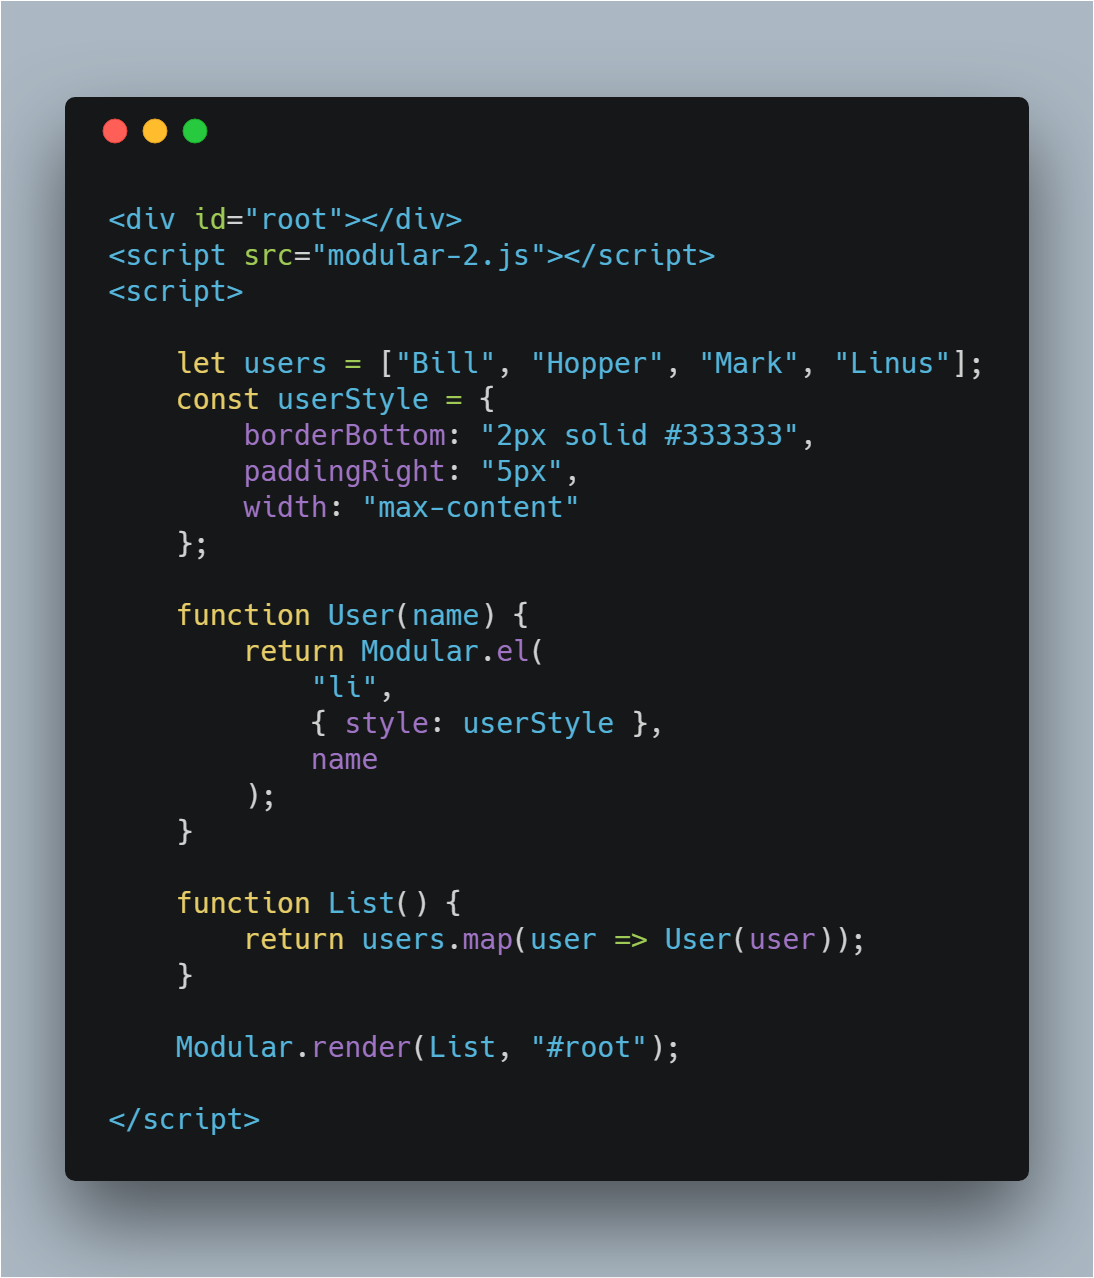 <div id="root"></div>
<script src="modular-2.js"></script>
<script>
    let users = ["Bill", "Hopper", "Mark", "Linus"];
    const userStyle = {
        borderBottom: "2px solid #333333",
        paddingRight: "5px",
        width: "max-content"
    };
    function User(name) {
        return Modular.el(
            "li",
            { style: userStyle },
            name
        );
    }
    function List() {
        return users.map(user => User(user));
    }
    Modular.render(List, "#root");
</script>